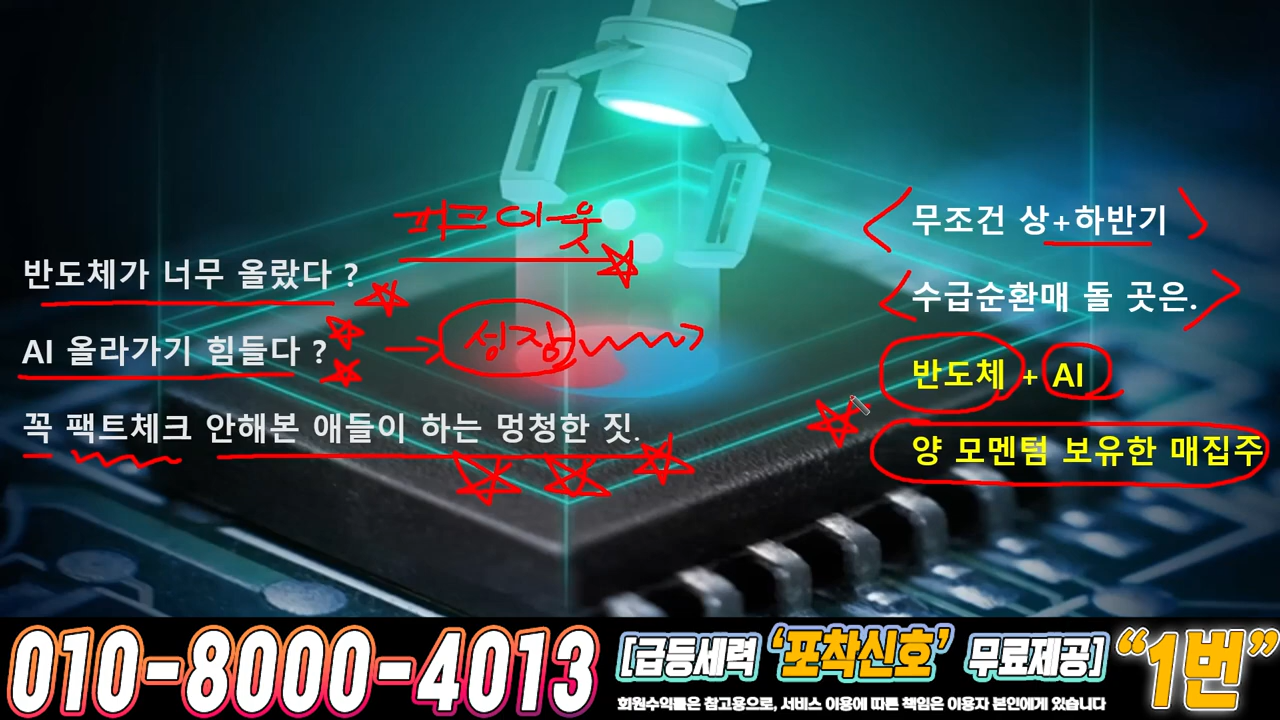 피크아웃
반도체가 너무 올랐다 ?
AI 올라가기 힘들다 ?
성장
꼭 팩트체크 안해본 애들이 하는 멍청한 짓.
무조건 상+하반기
수급순환매 돌 곳은.
반도체 + AI
양 모멘텀 보유한 매집주
010-8000-4013
[급등세력 ‘포착신호’ 무료제공] “1번”
회원수익률은 참고용으로, 서비스 이용에 따른 책임은 이용자 본인에게 있습니다